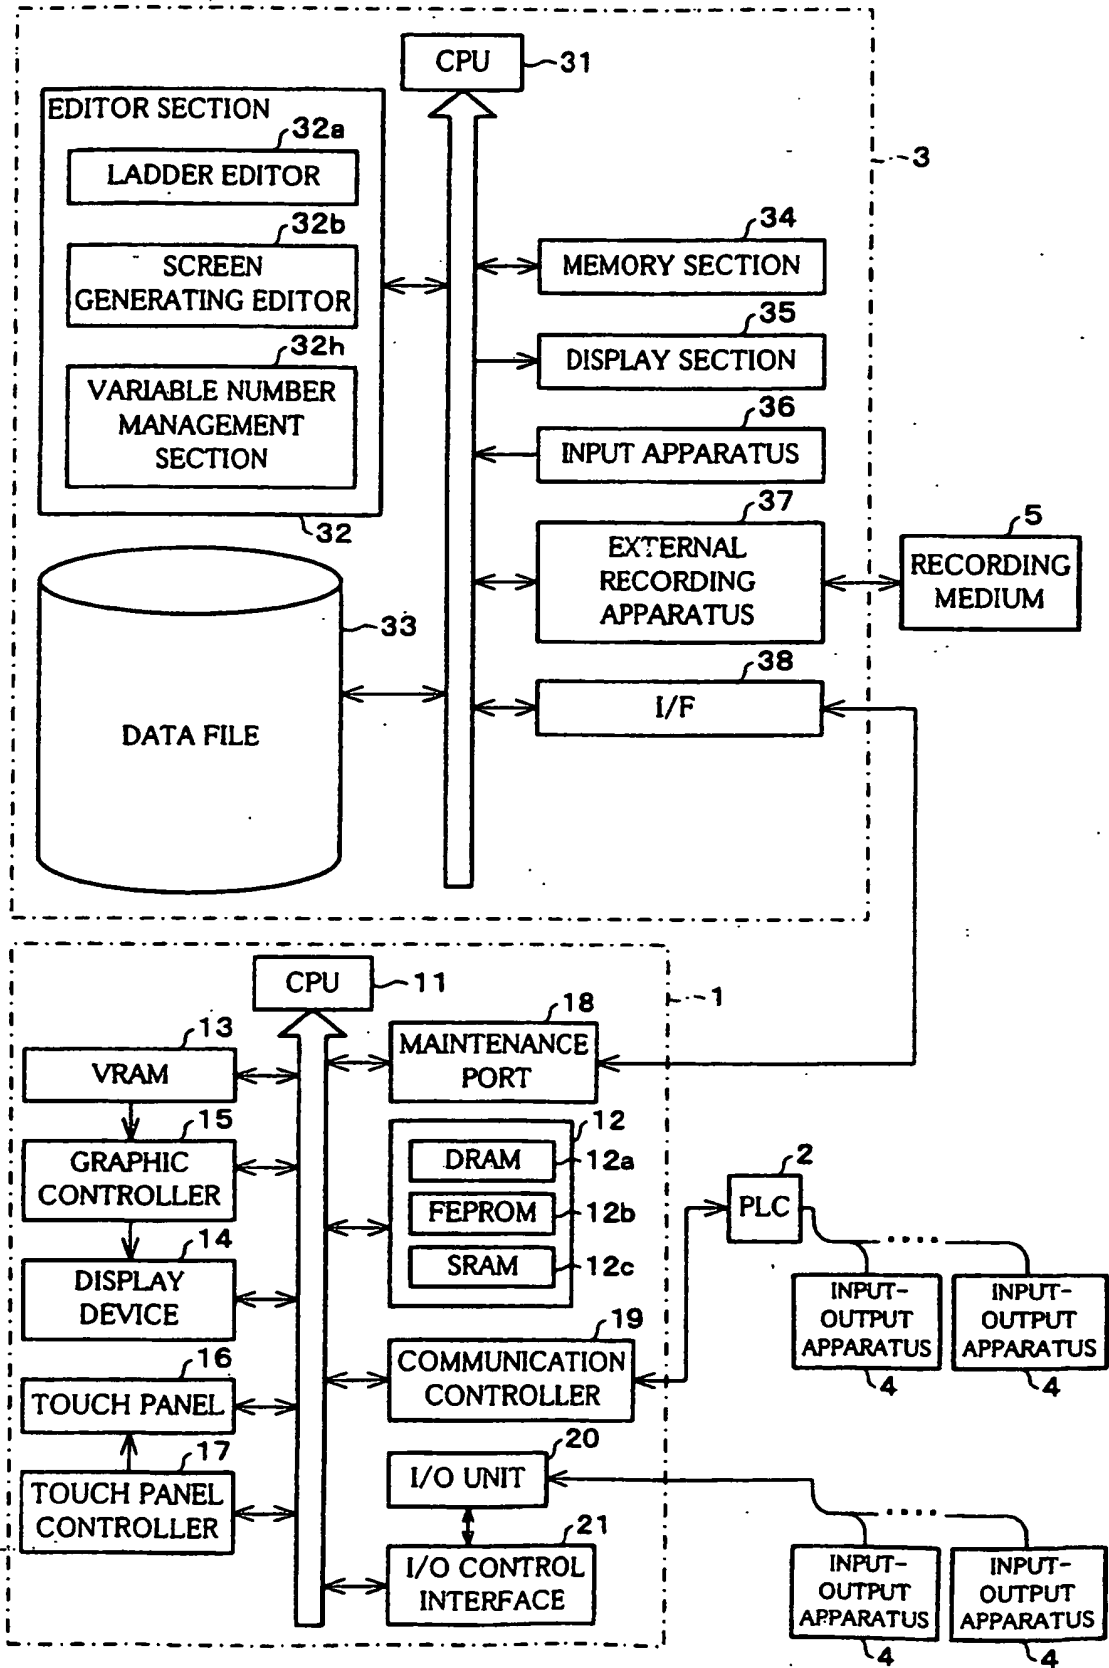 CPU
31
EDITOR SECTION
32a
LADDER EDITOR
3
32b
SCREEN
GENERATING EDITOR
34
MEMORY SECTION
32h
VARIABLE NUMBER
MANAGEMENT
SECTION
35
DISPLAY SECTION
36
INPUT APPARATUS
32
37
EXTERNAL
RECORDING
APPARATUS
5
RECORDING
MEDIUM
33
DATA FILE
38
I/F
CPU
11
1
13
VRAM
18
MAINTENANCE
PORT
15
GRAPHIC
CONTROLLER
12
DRAM
12a
FEPROM
12b
SRAM
12c
2
PLC
14
DISPLAY
DEVICE
INPUT-
OUTPUT
APPARATUS
4
INPUT-
OUTPUT
APPARATUS
4
16
TOUCH PANEL
19
COMMUNICATION
CONTROLLER
17
TOUCH PANEL
CONTROLLER
20
I/O UNIT
21
I/O CONTROL
INTERFACE
INPUT-
OUTPUT
APPARATUS
4
INPUT-
OUTPUT
APPARATUS
4